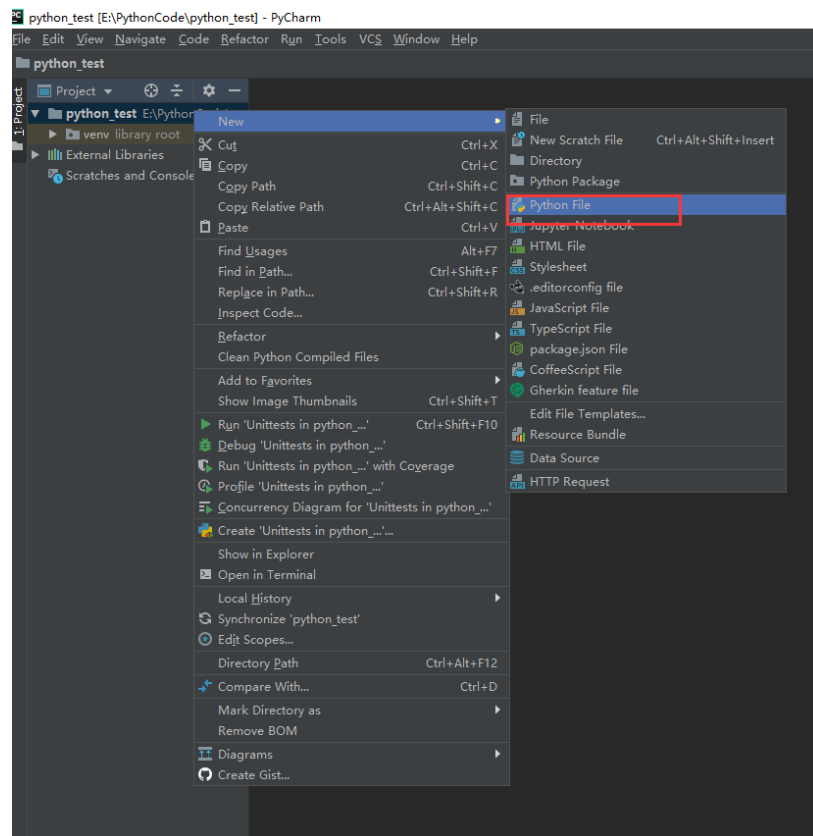 PC python_test [E:\PythonCode\python_test] - PyCharm
File Edit View Navigate Code Refactor Run Tools VCS Window Help
python_test
1: Project
Project
python_test E:\Python
venv library root
External Libraries
Scratches and Console
New
Cut Ctrl+X
Copy Ctrl+C
Copy Path Ctrl+Shift+C
Copy Relative Path Ctrl+Alt+Shift+C
Paste Ctrl+V
Find Usages Alt+F7
Find in Path... Ctrl+Shift+F
Replace in Path... Ctrl+Shift+R
Inspect Code...
Refactor
Clean Python Compiled Files
Add to Favorites
Show Image Thumbnails Ctrl+Shift+T
Run 'Unittests in python_...' Ctrl+Shift+F10
Debug 'Unittests in python_...'
Run 'Unittests in python_...' with Coverage
Profile 'Unittests in python_...'
Concurrency Diagram for 'Unittests in python_...'
Create 'Unittests in python_...'...
Show in Explorer
Open in Terminal
Local History
Synchronize 'python_test'
Edit Scopes...
Directory Path Ctrl+Alt+F12
Compare With... Ctrl+D
Mark Directory as
Remove BOM
Diagrams
Create Gist...
File
New Scratch File Ctrl+Alt+Shift+Insert
Directory
Python Package
Python File
Jupyter Notebook
HTML File
Stylesheet
.editorconfig file
JavaScript File
TypeScript File
package.json File
CoffeeScript File
Gherkin feature file
Edit File Templates...
Resource Bundle
Data Source
HTTP Request